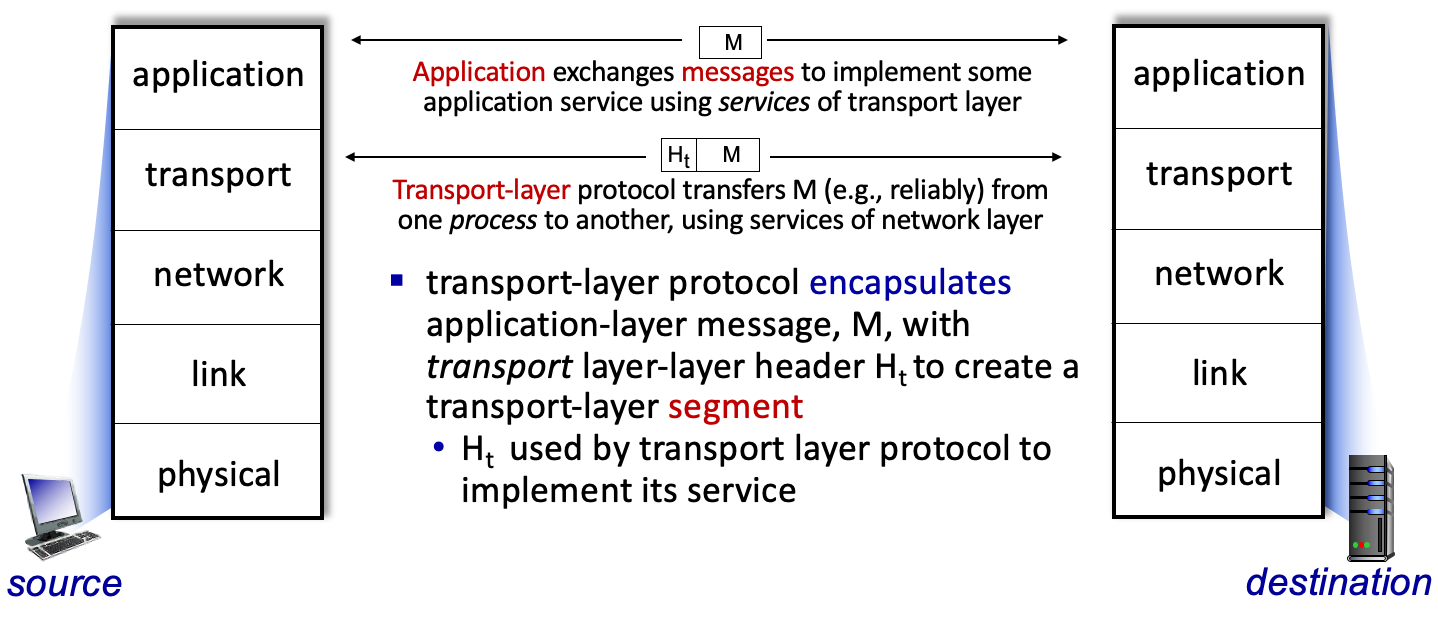 application
transport
network
link
physical
source
M
Application exchanges messages to implement some
application service using services of transport layer
Ht M
Transport-layer protocol transfers M (e.g., reliably) from
one process to another, using services of network layer
▪ transport-layer protocol encapsulates
application-layer message, M, with
transport layer-layer header Ht to create a
transport-layer segment
• Ht used by transport layer protocol to
implement its service
application
transport
network
link
physical
destination